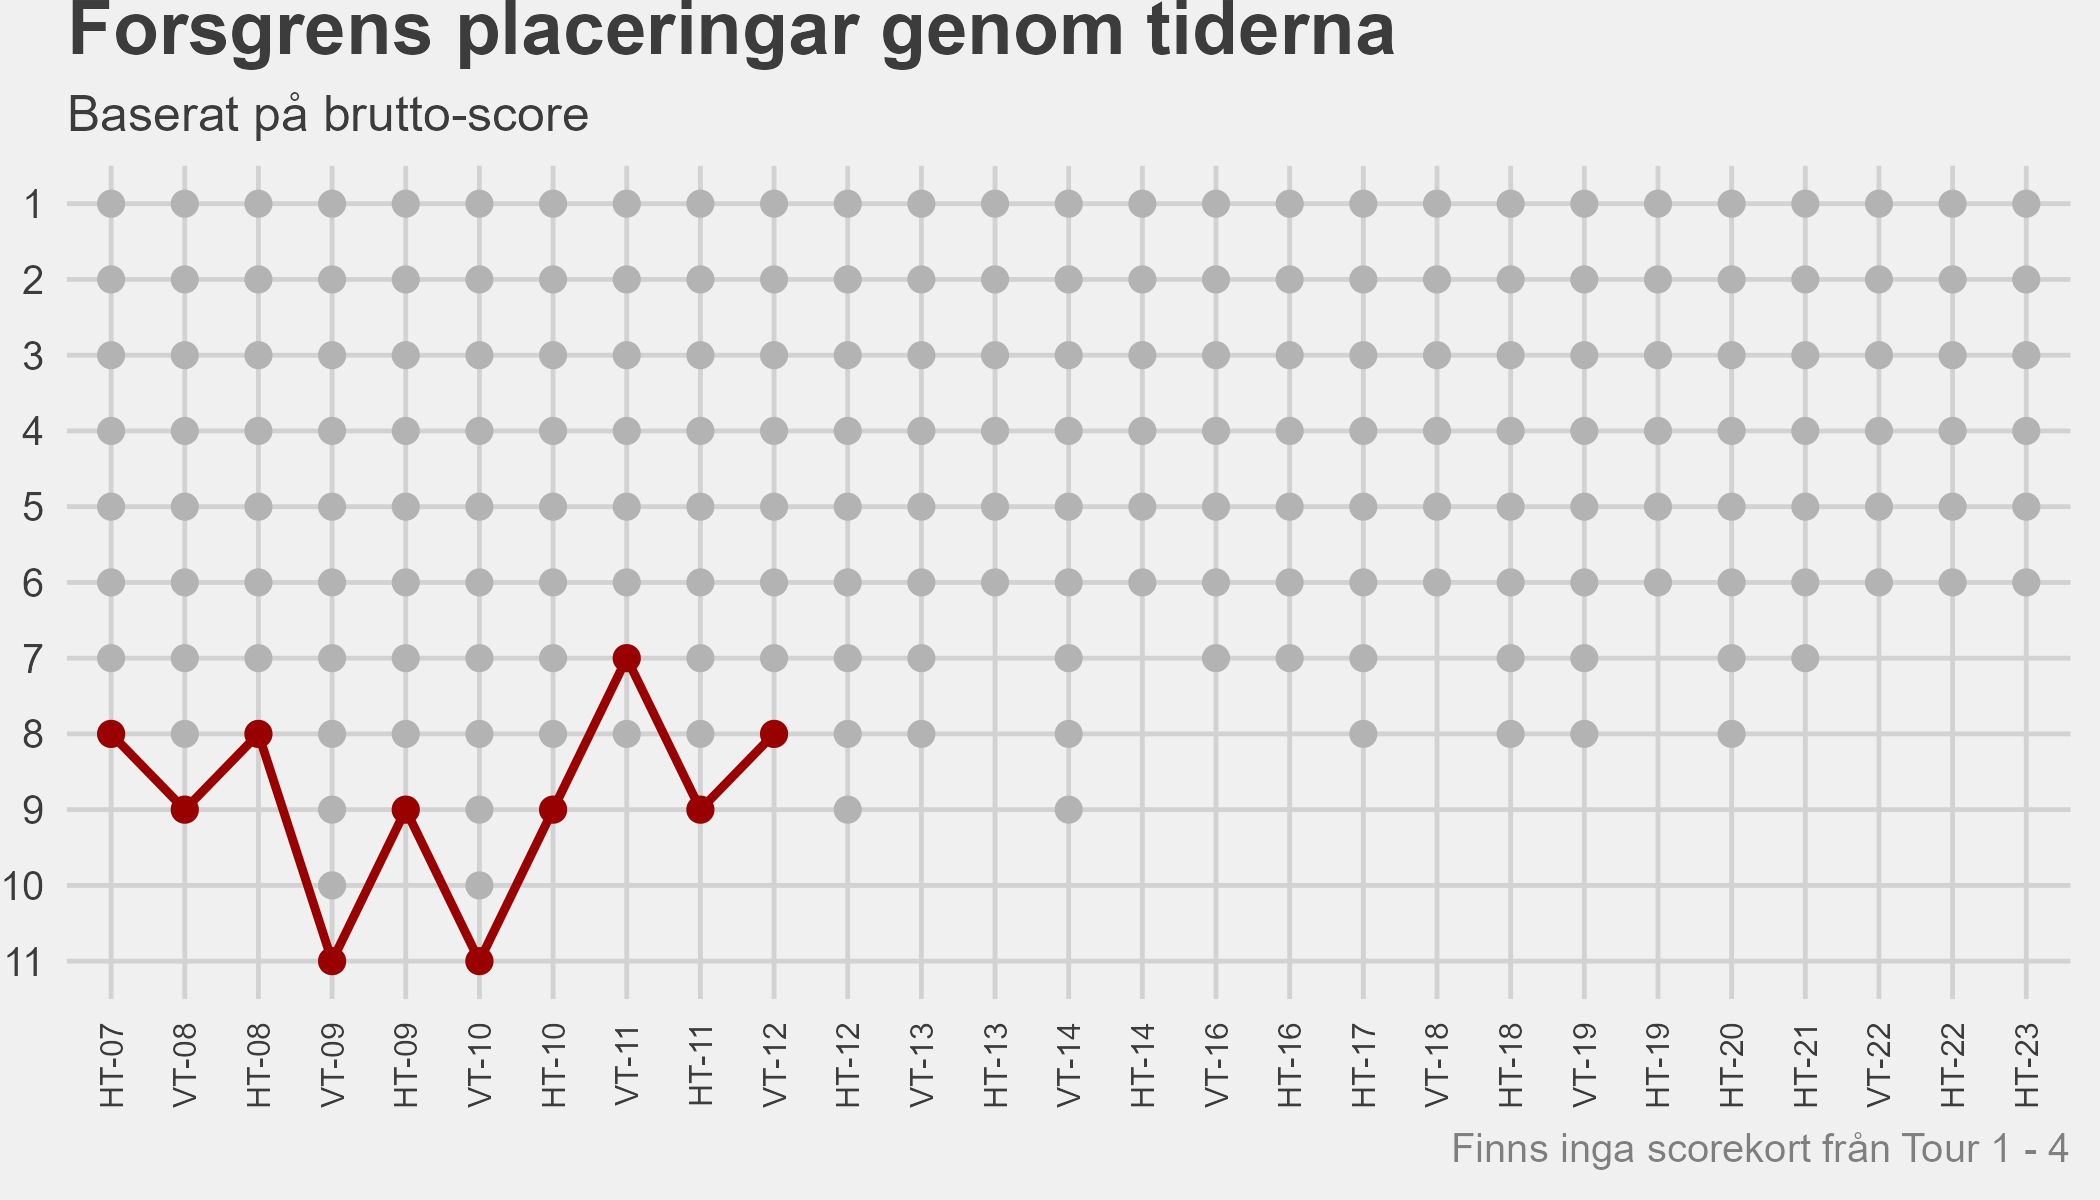 Forsgrens placeringar genom tiderna
Baserat på brutto-score
1
2
3
4
5
6
7
8
9
10
11
HT-07
VT-08
HT-08
VT-09
HT-09
VT-10
HT-10
VT-11
HT-11
VT-12
HT-12
VT-13
HT-13
VT-14
HT-14
VT-16
HT-16
HT-17
VT-18
HT-18
VT-19
HT-19
HT-20
HT-21
VT-22
HT-22
HT-23
Finns inga scorekort från Tour 1 - 4